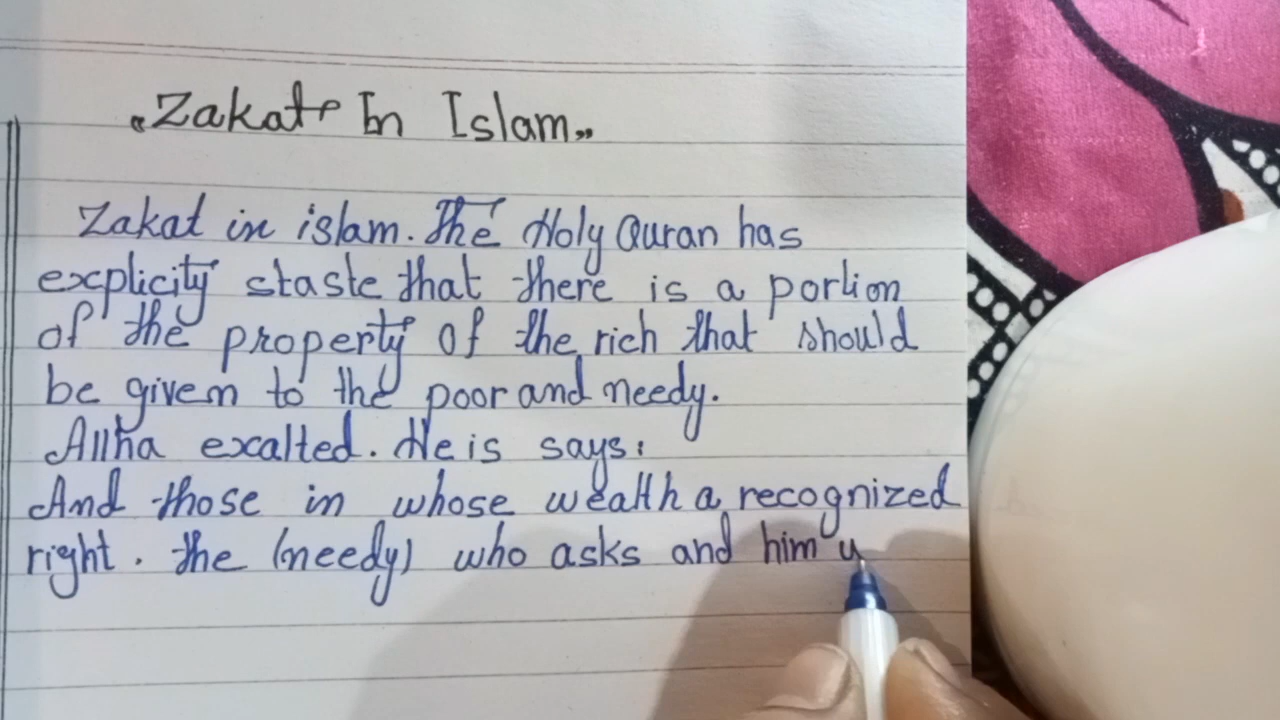 "Zakat In Islam"
Zakat in islam. The Holy Quran has
explicity staste that there is a portion
of the property of the rich that should
be given to the poor and needy.
Allha exalted. He is says:
And those in whose wealth a recognized
right. the (needy) who asks and him